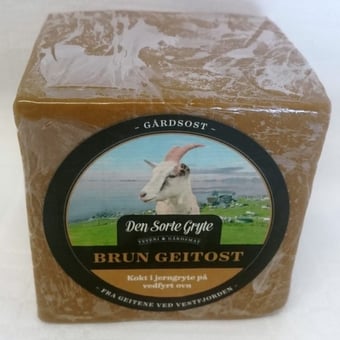 - GÅRDSOST -
Den Sorte Gryte
YSTERI & GÅRDSMAT
BRUN GEITOST
Kokt i jerngryte på
vedfyrt ovn
- FRA GEITENE VED VESTFJORDEN -